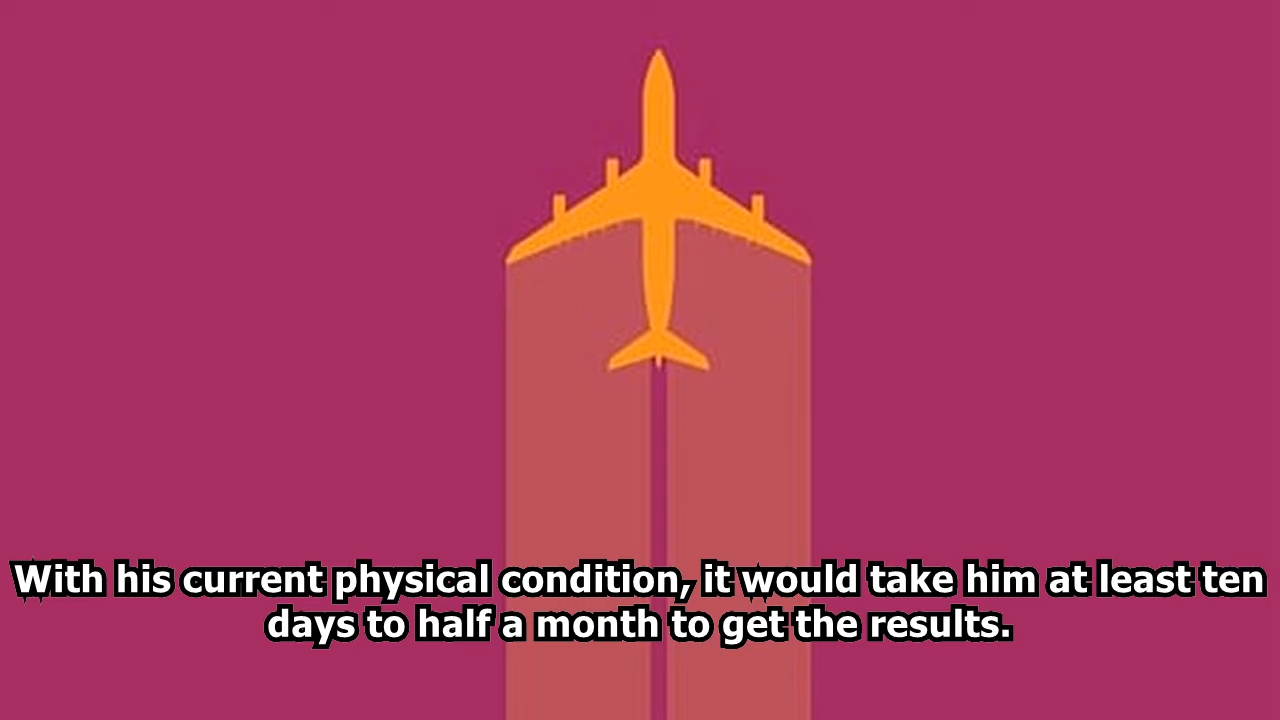 With his current physical condition, it would take him at least ten
days to half a month to get the results.